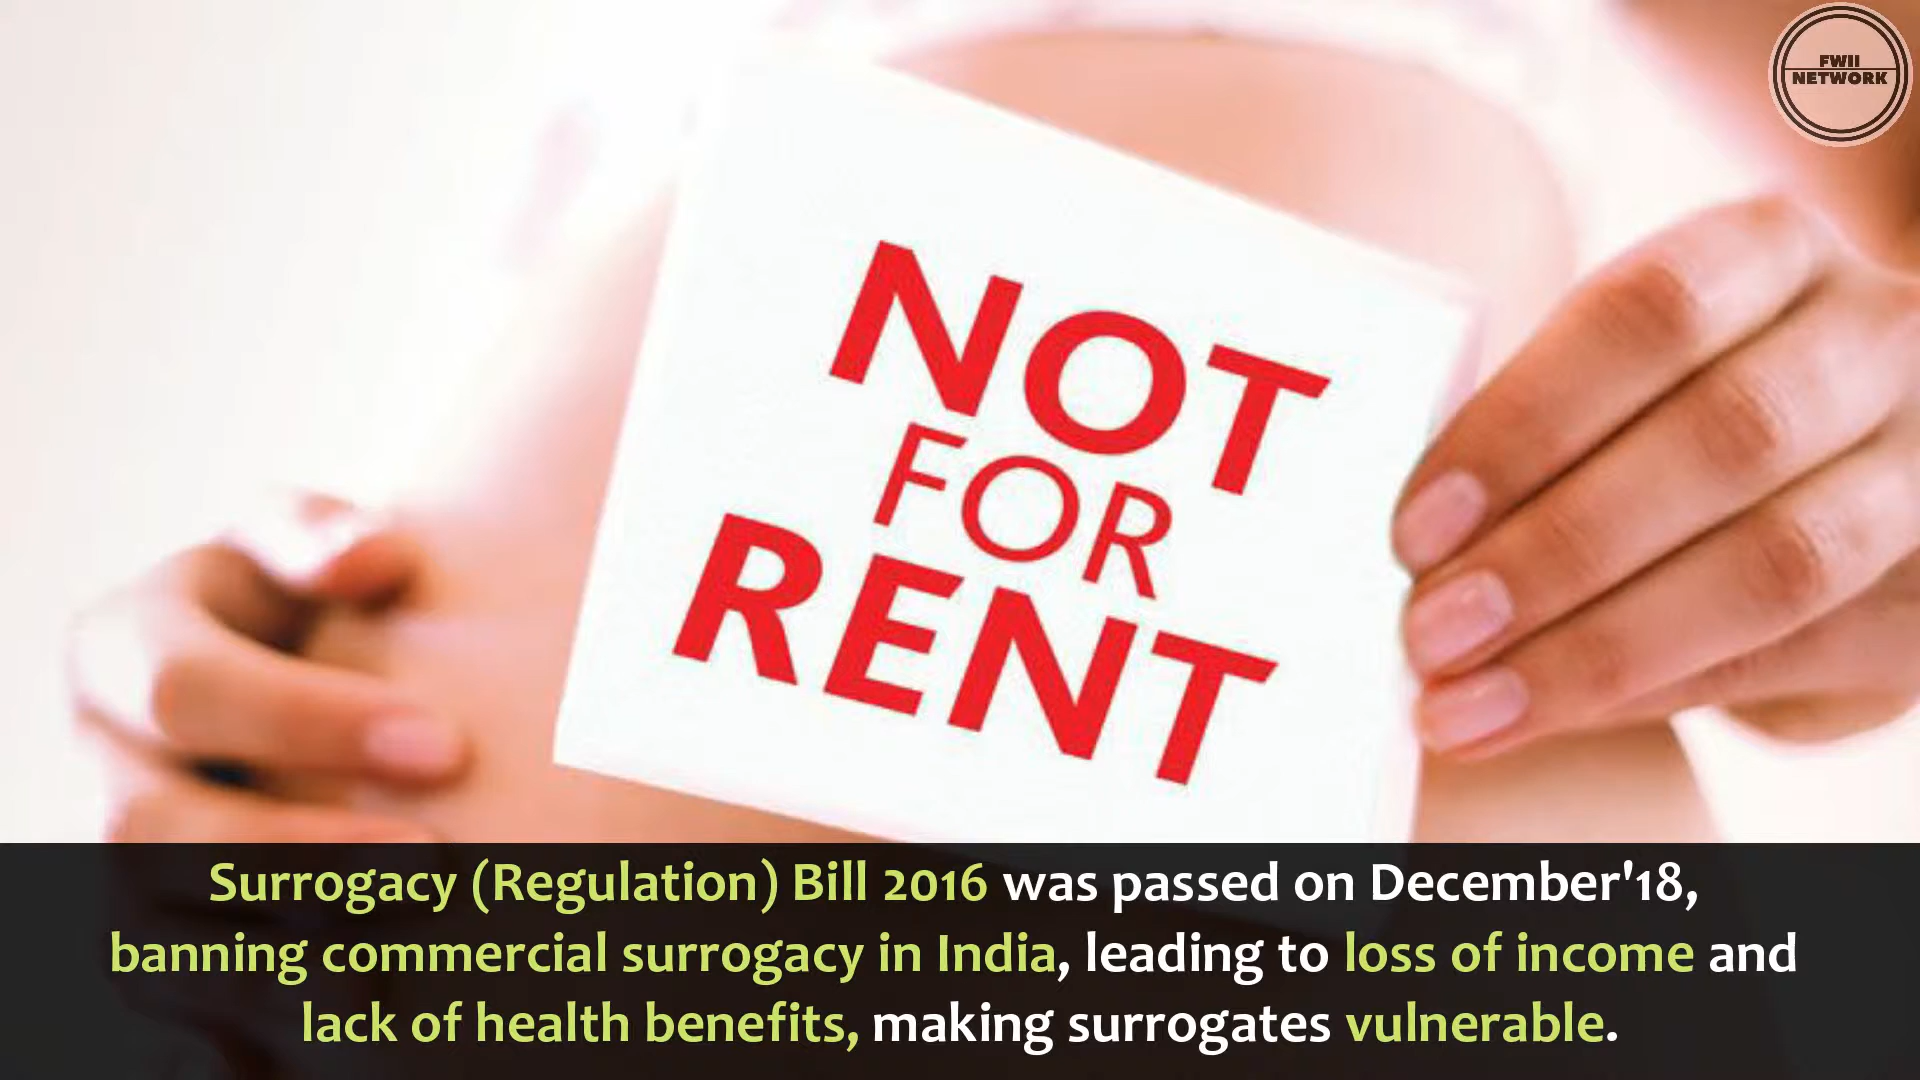 FWII
NETWORK
NOT
FOR
RENT
Surrogacy (Regulation) Bill 2016 was passed on December'18,
banning commercial surrogacy in India, leading to loss of income and
lack of health benefits, making surrogates vulnerable.